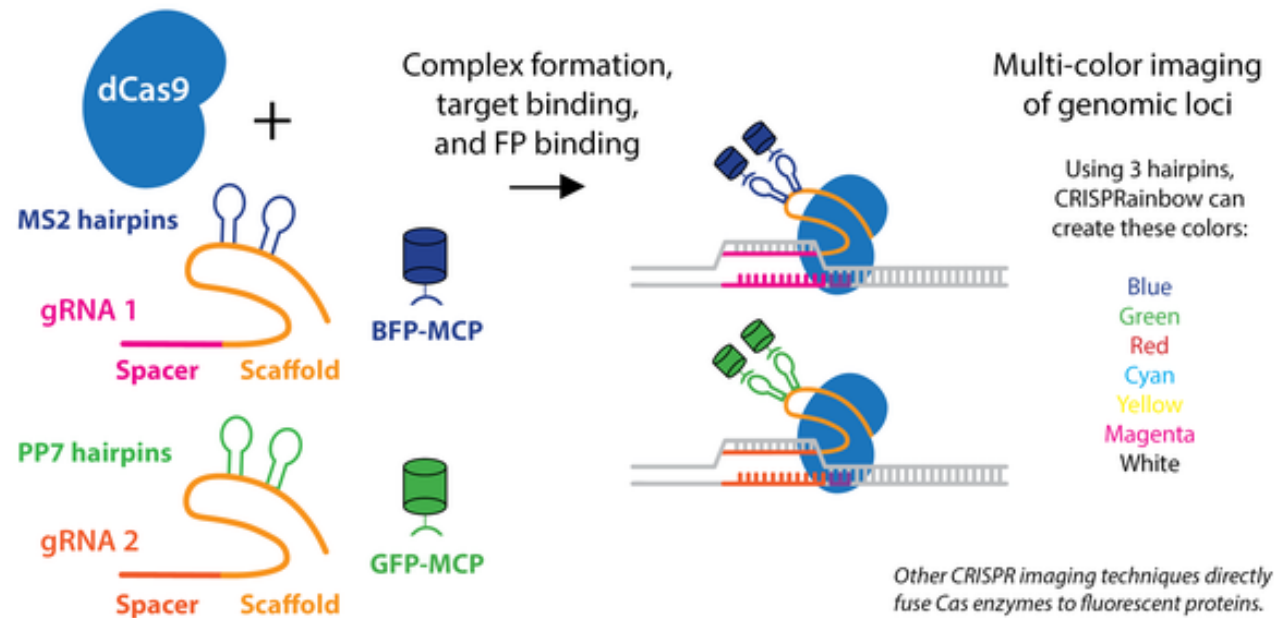 dCas9
+
MS2 hairpins
gRNA 1
Spacer
Scaffold
BFP-MCP
PP7 hairpins
gRNA 2
Spacer
Scaffold
GFP-MCP
Complex formation,
target binding,
and FP binding
Multi-color imaging
of genomic loci
Using 3 hairpins,
CRISPRainbow can
create these colors:
Blue
Green
Red
Cyan
Yellow
Magenta
White
Other CRISPR imaging techniques directly
fuse Cas enzymes to fluorescent proteins.